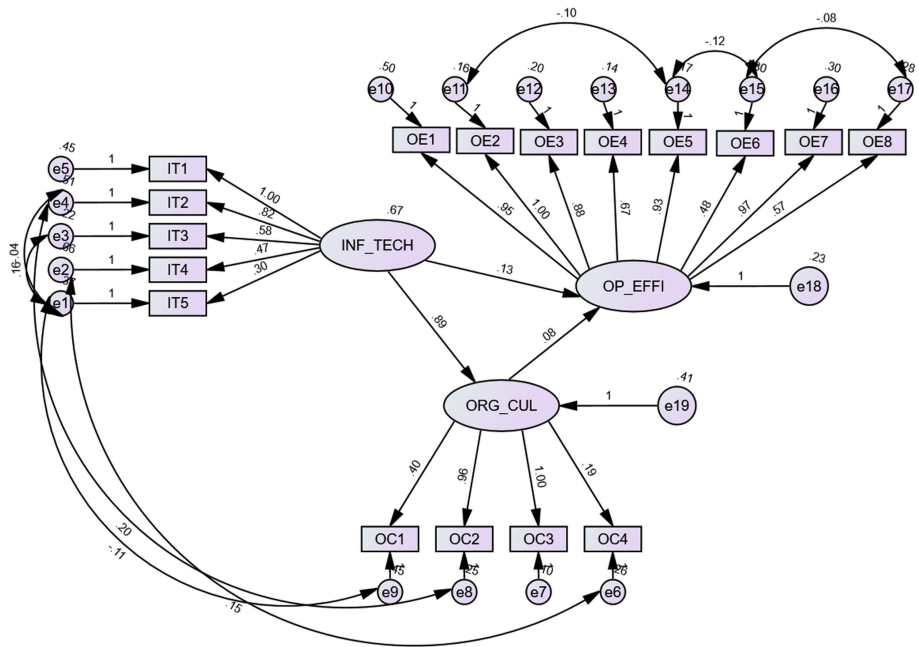 -.10
-.08
-.12
.50
.16
.20
.14
.30
e10
e11
e12
e13
e14
e15
e16
e17
1
1
1
1
1
1
1
1
OE1
OE2
OE3
OE4
OE5
OE6
OE7
OE8
.45
e5
1
IT1
e4
1
IT2
e3
1
IT3
e2
1
IT4
e1
1
IT5
1.00
.82
.58
.47
.30
.67
INF_TECH
.95
1.00
.88
.67
.93
.48
.97
.57
.13
OP_EFFI
1
.23
e18
.16
-.04
.89
.08
ORG_CUL
1
.41
e19
.40
.96
1.00
.19
OC1
OC2
OC3
OC4
e9
e8
e7
e6
.20
-.11
.15